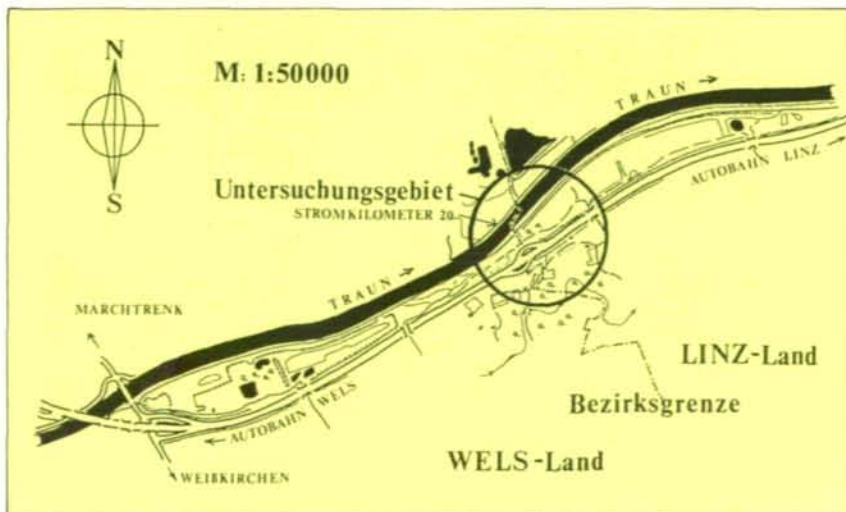 N
M: 1:50000
TRAUN →
AUTOBAHN LINZ →
Untersuchungsgebiet
STROMKILOMETER 20
S
TRAUN →
MARCHTRENK
LINZ-Land
Bezirksgrenze
← AUTOBAHN WELS
WELS-Land
WEIßKIRCHEN